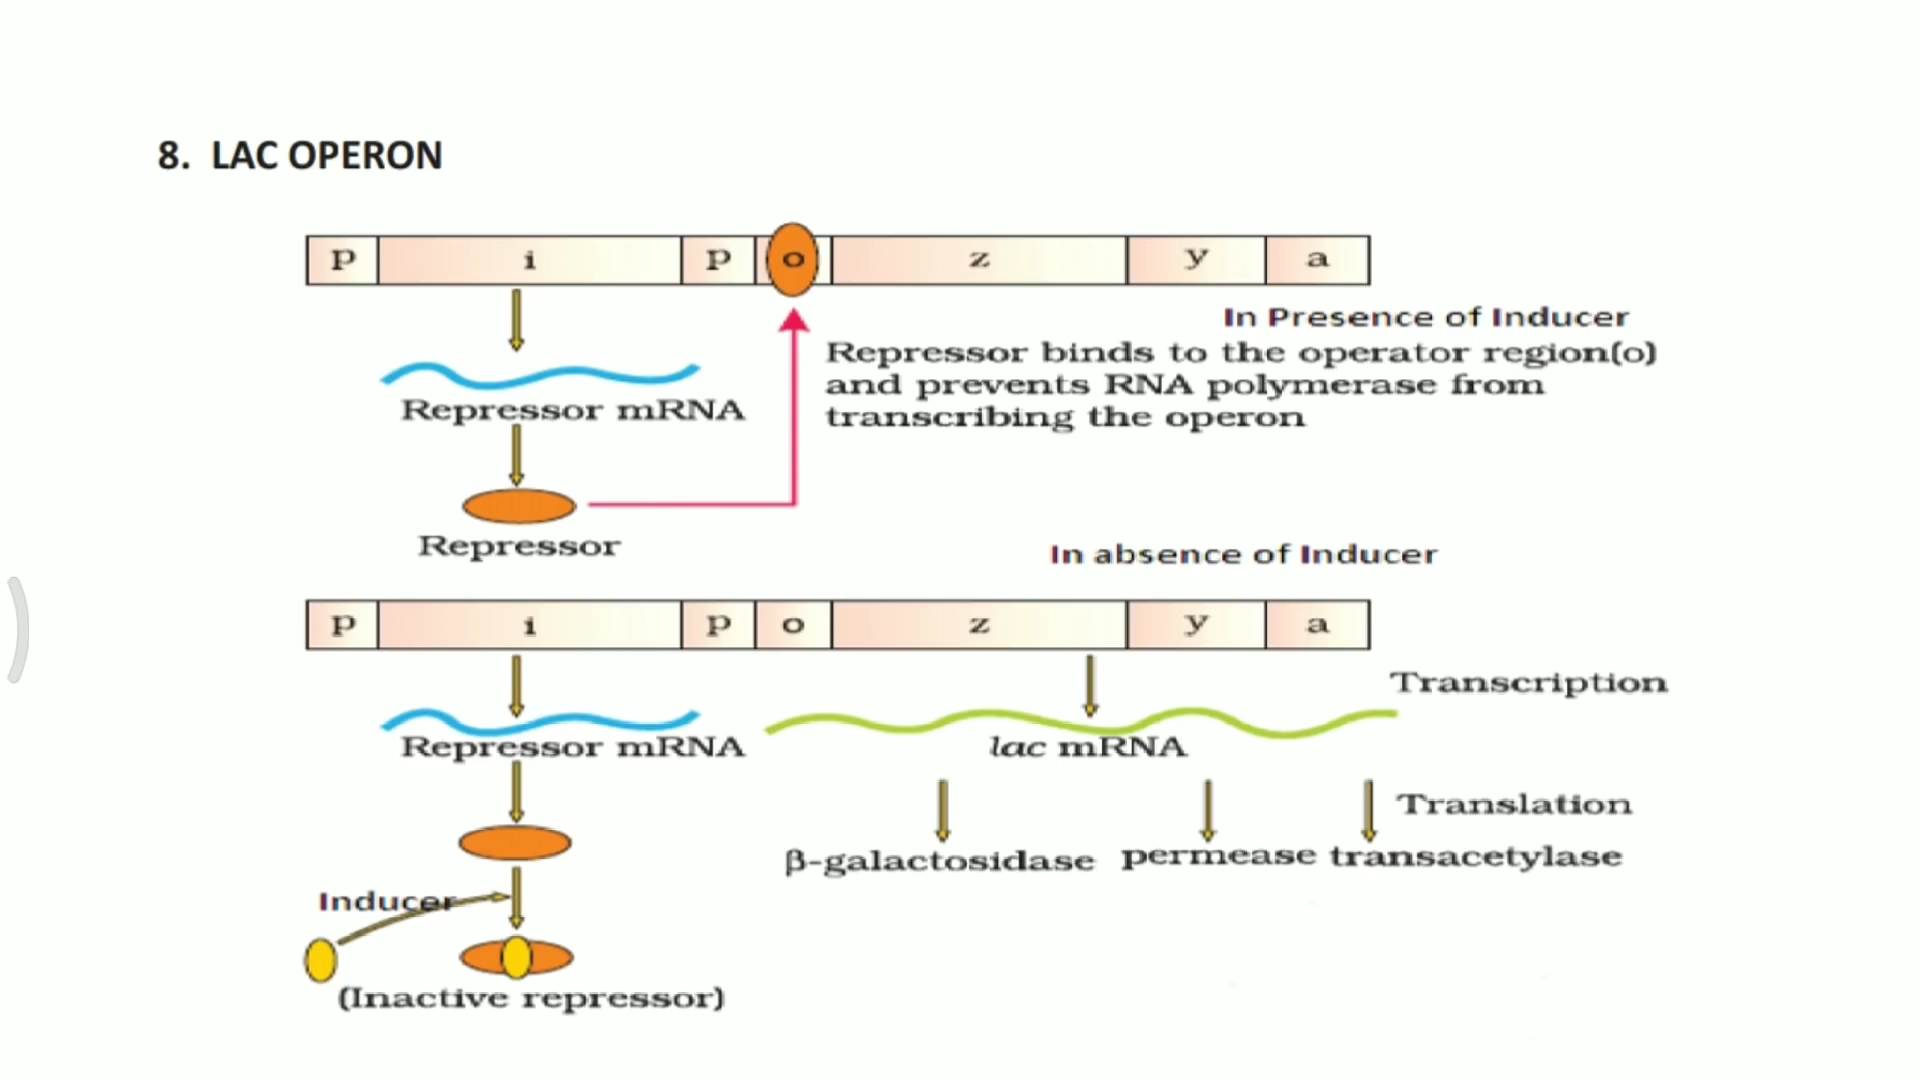 8. LAC OPERON
p i p o z y a
In Presence of Inducer
Repressor binds to the operator region(o)
and prevents RNA polymerase from
transcribing the operon
Repressor mRNA
Repressor
In absence of Inducer
p i p o z y a
Transcription
Repressor mRNA
lac mRNA
Translation
β-galactosidase permease transacetylase
Inducer
(Inactive repressor)